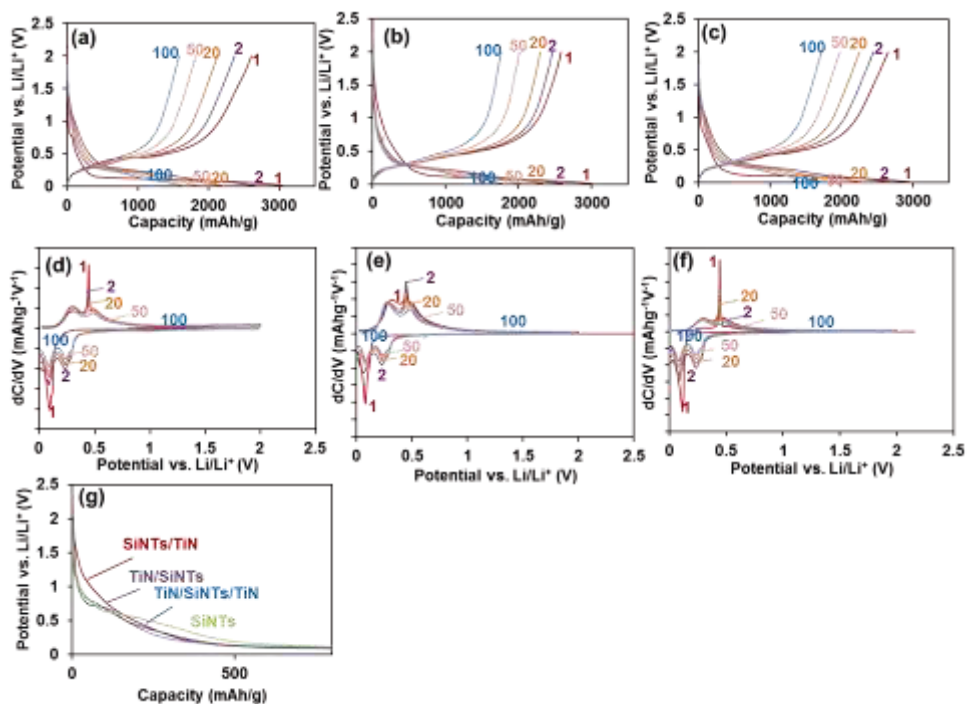 (a)
2.5
2
1.5
1
0.5
0
Potential vs. Li/Li⁺ (V)
100 50 20 2 1
100 50 20 2 1
0 1000 2000 3000
Capacity (mAh/g)
(b)
2.5
2
1.5
1
0.5
0
Potential vs. Li/Li⁺ (V)
100 50 20 2 1
100 50 20 2 1
0 1000 2000 3000
Capacity (mAh/g)
(c)
2.5
2
1.5
1
0.5
0
Potential vs. Li/Li⁺ (V)
100 50 20 2 1
100 20 2 1
0 1000 2000 3000
Capacity (mAh/g)
(d)
dC/dV (mAhg⁻¹V⁻¹)
1
2
20
50
100
100
50
20
2
1
0 0.5 1 1.5 2 2.5
Potential vs. Li/Li⁺ (V)
(e)
dC/dV (mAhg⁻¹V⁻¹)
2
1
20
50
100
100
50
20
2
1
0 0.5 1 1.5 2 2.5
Potential vs. Li/Li⁺ (V)
(f)
dC/dV (mAhg⁻¹V⁻¹)
1
20
2
50
100
100
50
20
2
1
0 0.5 1 1.5 2 2.5
Potential vs. Li/Li⁺ (V)
(g)
2.5
2
1.5
1
0.5
0
Potential vs. Li/Li⁺ (V)
SiNTs/TiN
TiN/SiNTs
TiN/SiNTs/TiN
SiNTs
0 500
Capacity (mAh/g)